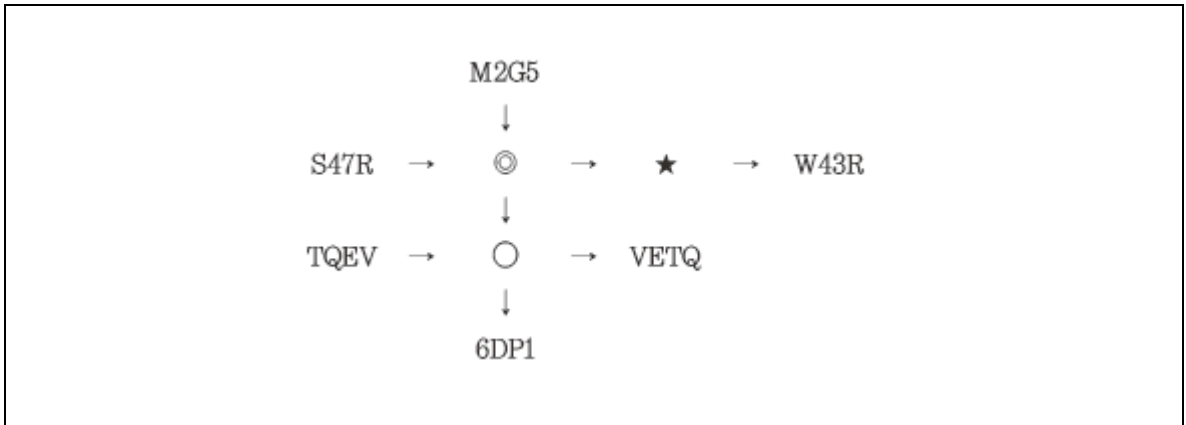 M2G5
↓
S47R → ◎ → ★ → W43R
↓
TQEV → ○ → VETQ
↓
6DP1